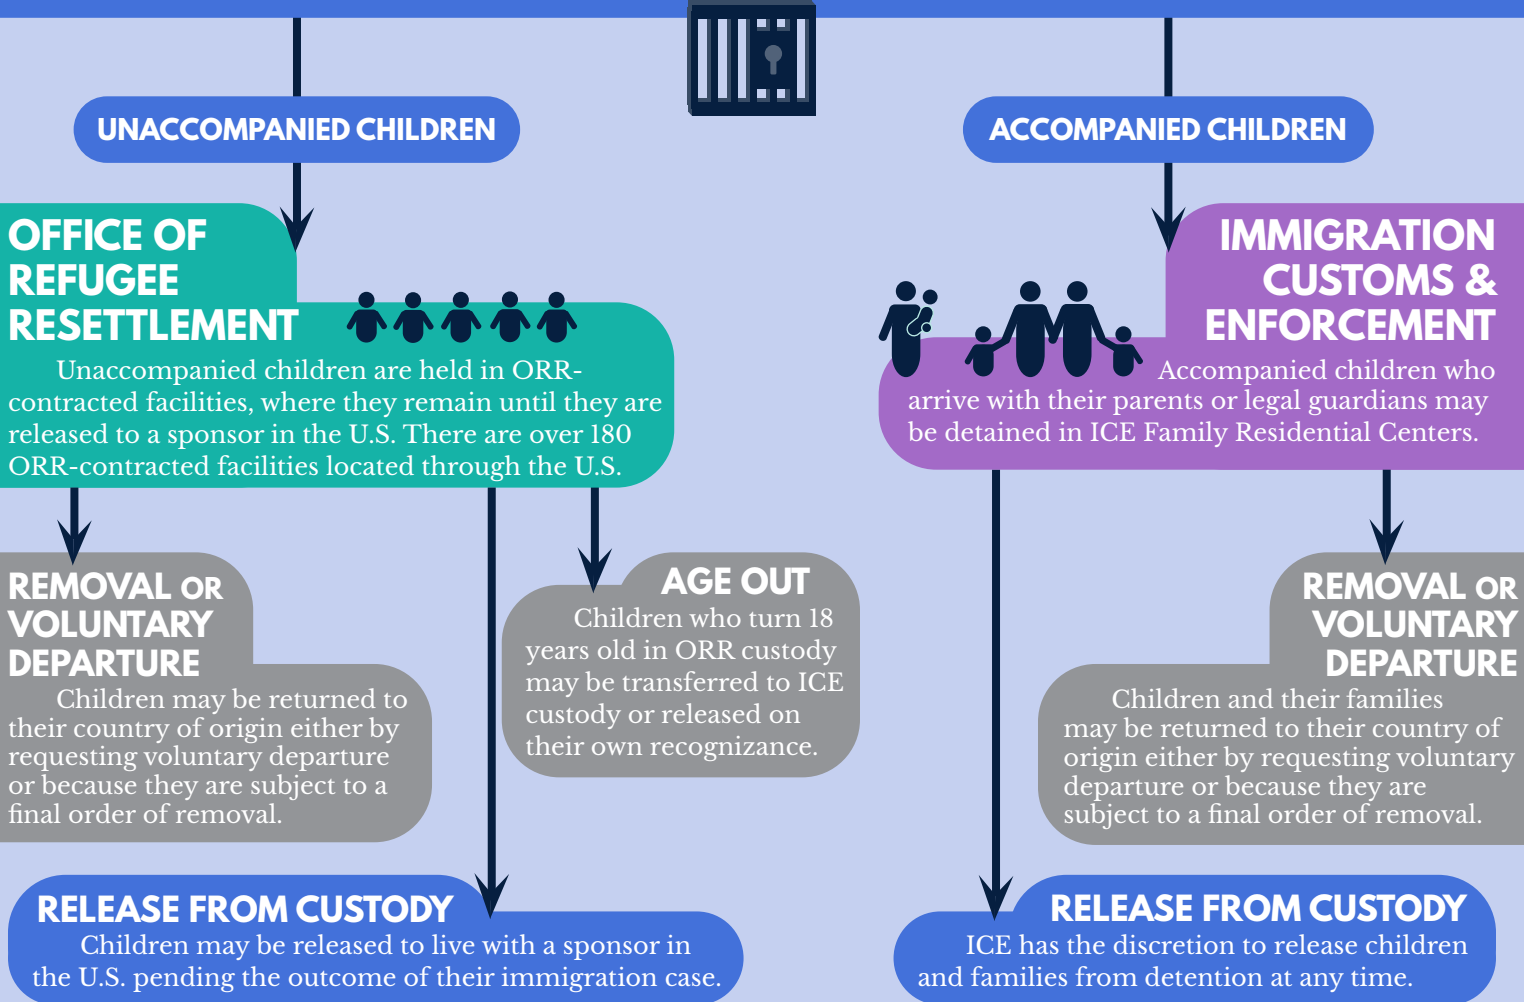 UNACCOMPANIED CHILDREN
OFFICE OF
REFUGEE
RESETTLEMENT
Unaccompanied children are held in ORR-
contracted facilities, where they remain until they are
released to a sponsor in the U.S. There are over 180
ORR-contracted facilities located through the U.S.
REMOVAL OR
VOLUNTARY
DEPARTURE
Children may be returned to
their country of origin either by
requesting voluntary departure
or because they are subject to a
final order of removal.
AGE OUT
Children who turn 18
years old in ORR custody
may be transferred to ICE
custody or released on
their own recognizance.
RELEASE FROM CUSTODY
Children may be released to live with a sponsor in
the U.S. pending the outcome of their immigration case.
ACCOMPANIED CHILDREN
IMMIGRATION
CUSTOMS &
ENFORCEMENT
Accompanied children who
arrive with their parents or legal guardians may
be detained in ICE Family Residential Centers.
REMOVAL OR
VOLUNTARY
DEPARTURE
Children and their families
may be returned to their country of
origin either by requesting voluntary
departure or because they are
subject to a final order of removal.
RELEASE FROM CUSTODY
ICE has the discretion to release children
and families from detention at any time.